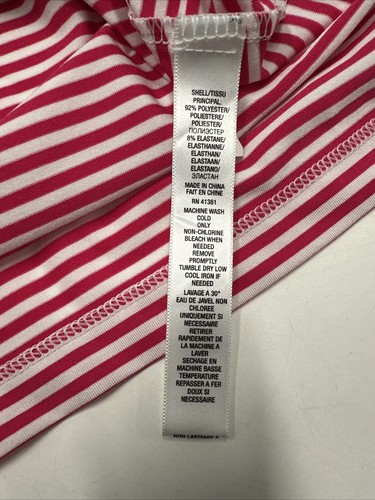 SHELL/TISSU
PRINCIPAL:
92% POLYESTER/
POLIESTERE/
POLIESTER/
ПОЛИЭСТЕР
8% ELASTANE/
ELASTHANNE/
ELASTHAN/
ELASTAAN/
ELASTANO/
ЭЛАСТАН
MADE IN CHINA
FAIT EN CHINE
RN 41381
MACHINE WASH
COLD
ONLY
NON-CHLORINE
BLEACH WHEN
NEEDED
REMOVE
PROMPTLY
TUMBLE DRY LOW
COOL IRON IF
NEEDED
LAVAGE A 30°
EAU DE JAVEL NON
CHLOREE
UNIQUEMENT SI
NECESSAIRE
RETIRER
RAPIDEMENT DE
LA MACHINE A
LAVER
SECHAGE EN
MACHINE BASSE
TEMPERATURE
REPASSER A FER
DOUX SI
NECESSAIRE